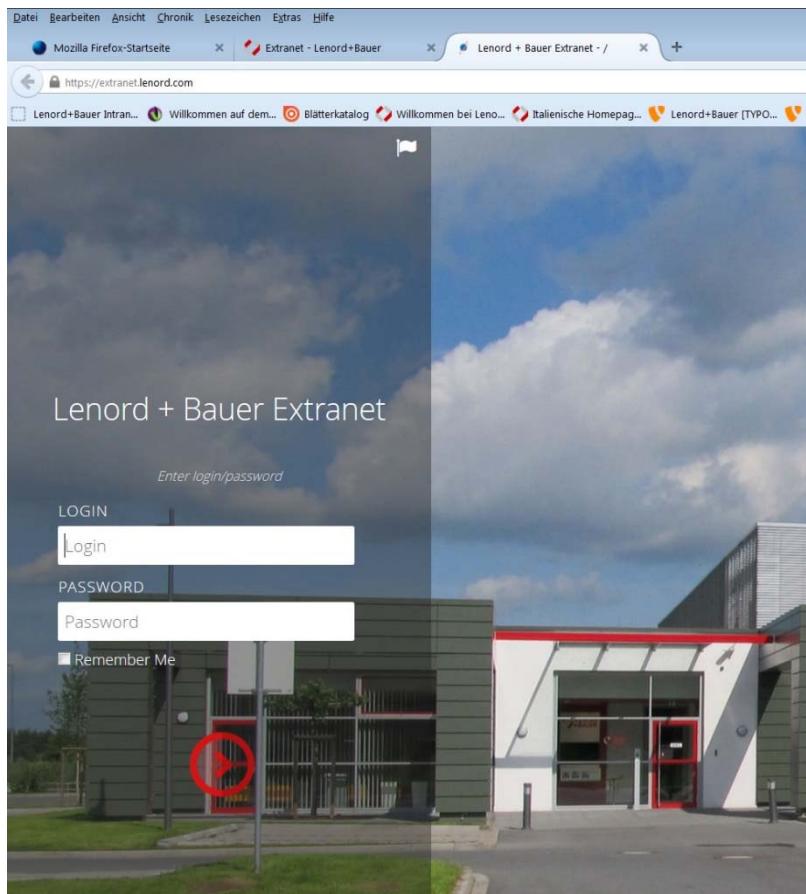 Datei Bearbeiten Ansicht Chronik Lesezeichen Extras Hilfe
Mozilla Firefox-Startseite × Extranet - Lenord+Bauer × Lenord + Bauer Extranet - / × +
https://extranet.lenord.com
Lenord+Bauer Intran... Willkommen auf dem... Blätterkatalog Willkommen bei Leno... Italienische Homepag... Lenord+Bauer [TYPO...
Lenord + Bauer Extranet
Enter login/password
LOGIN
Login
PASSWORD
Password
Remember Me